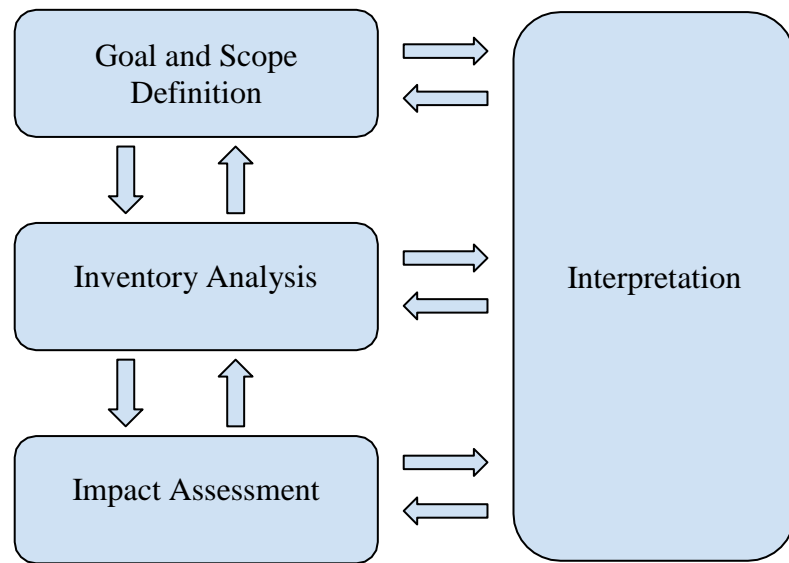 Goal and Scope
Definition
Inventory Analysis
Interpretation
Impact Assessment